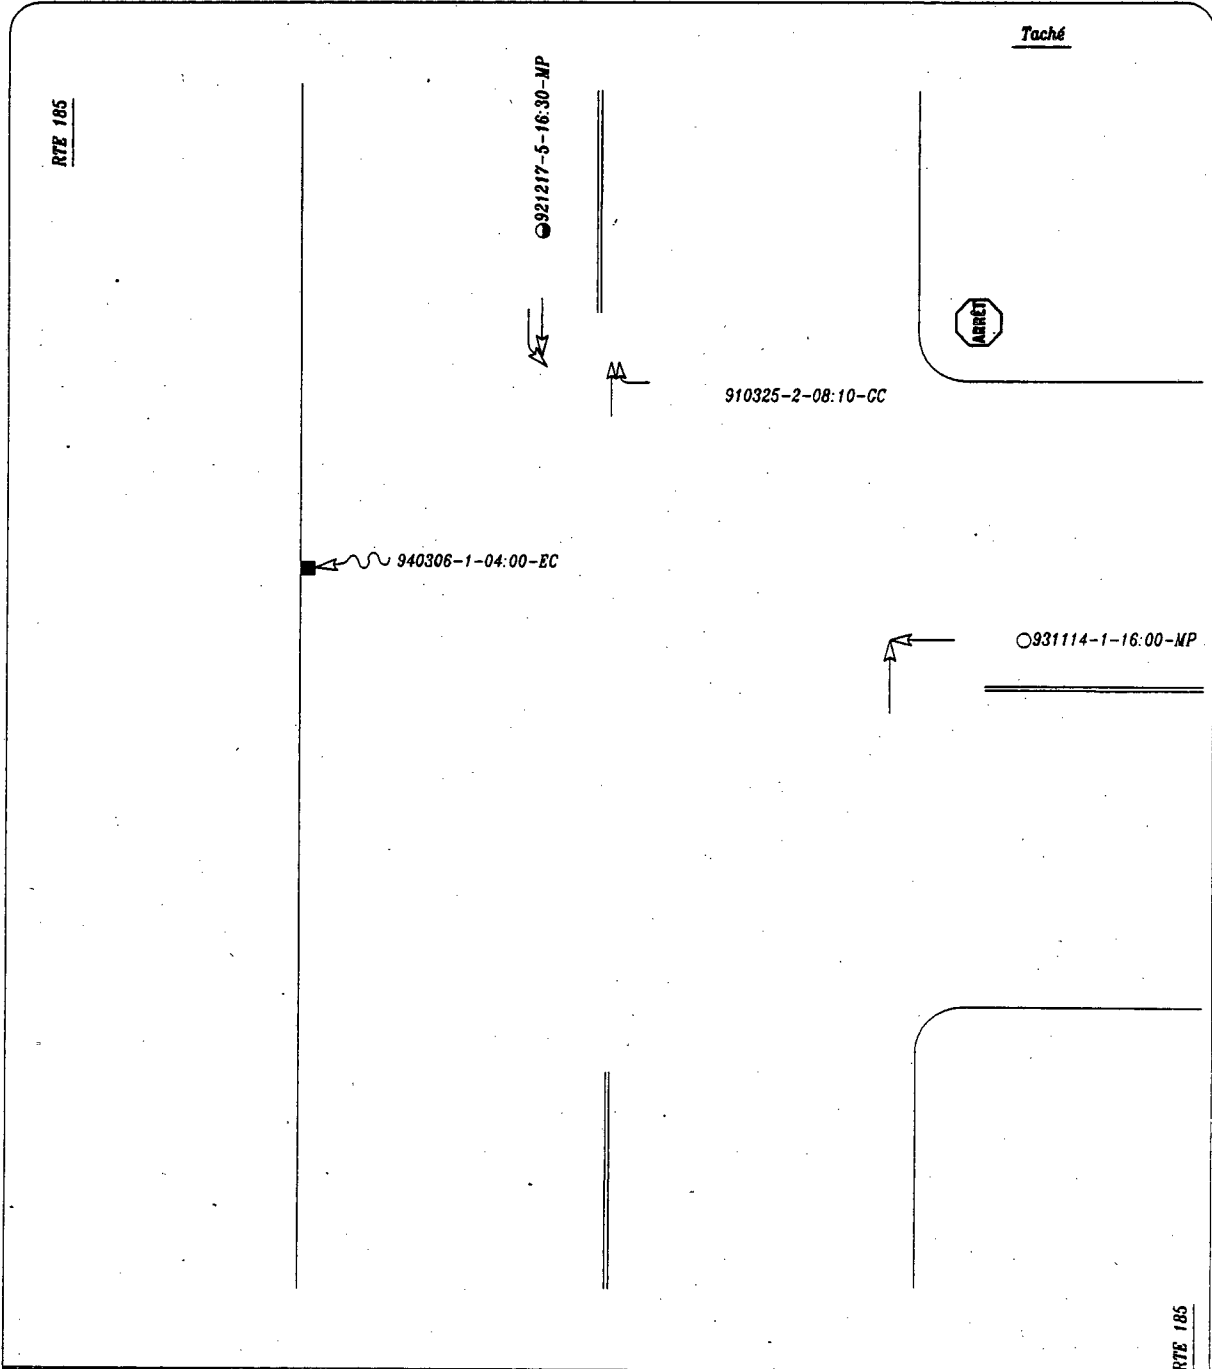 Taché
RTE 185
921217-5-16:30-MP
ARRÊT
910325-2-08:10-CC
940306-1-04:00-EC
931114-1-16:00-MP
RTE 185